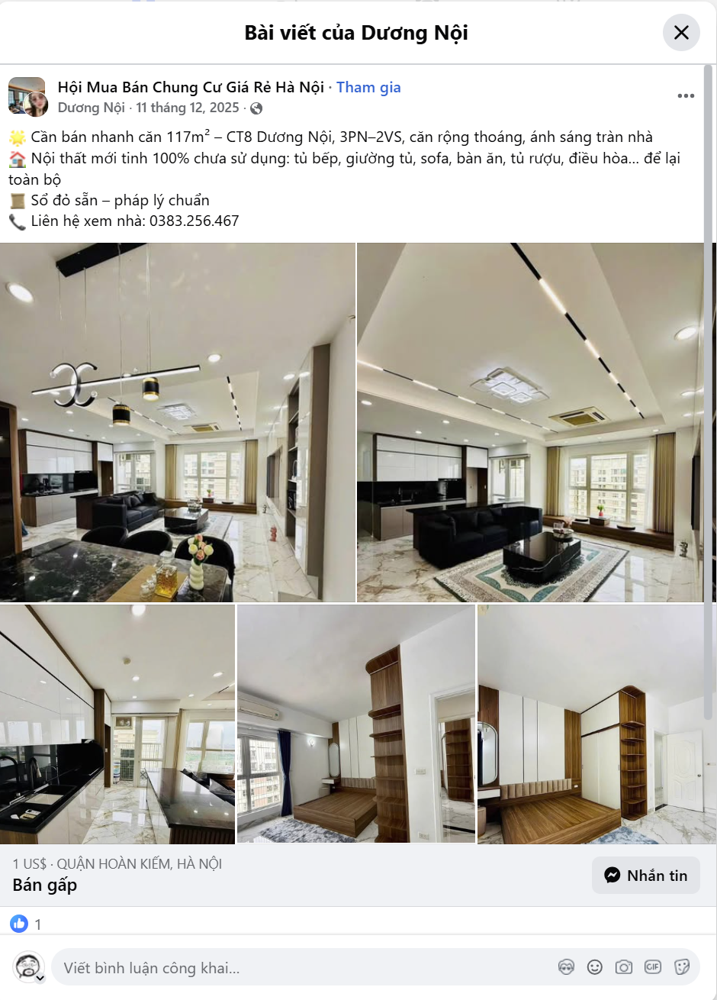 Bài viết của Dương Nội
Hội Mua Bán Chung Cư Giá Rẻ Hà Nội · Tham gia
Dương Nội · 11 tháng 12, 2025 ·
🌟 Cần bán nhanh căn 117m² – CT8 Dương Nội, 3PN–2VS, căn rộng thoáng, ánh sáng tràn nhà
🏠 Nội thất mới tinh 100% chưa sử dụng: tủ bếp, giường tủ, sofa, bàn ăn, tủ rượu, điều hòa… để lại
toàn bộ
📜 Sổ đỏ sẵn – pháp lý chuẩn
📞 Liên hệ xem nhà: 0383.256.467
1 US$ · QUẬN HOÀN KIẾM, HÀ NỘI
Bán gấp
Nhắn tin
1
Viết bình luận công khai...
GIF